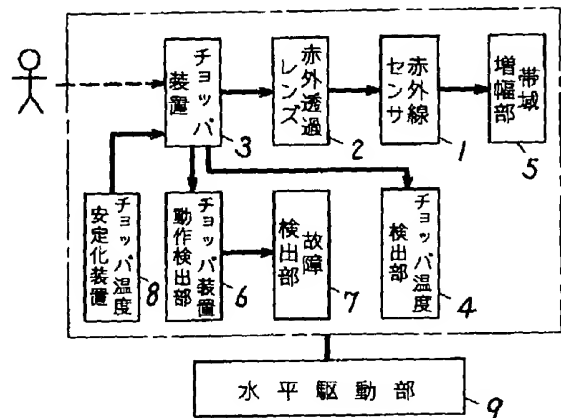 チョッパ
装置
3
赤外透過
レンズ
2
赤外線
センサ
1
帯域
増幅部
5
チョッパ温度
安定化装置
8
チョッパ装置
動作検出部
6
故障
検出部
7
チョッパ温度
検出部
4
水平駆動部
9